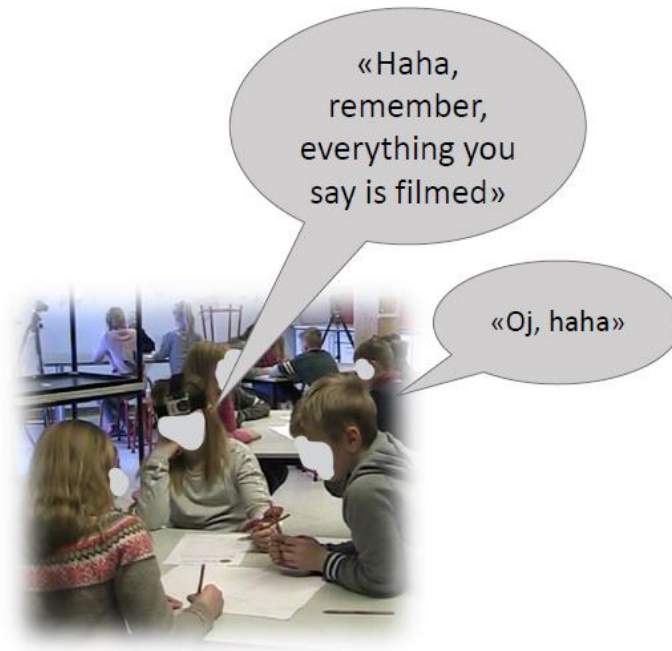 «Haha,
remember,
everything you
say is filmed»
«Oj, haha»